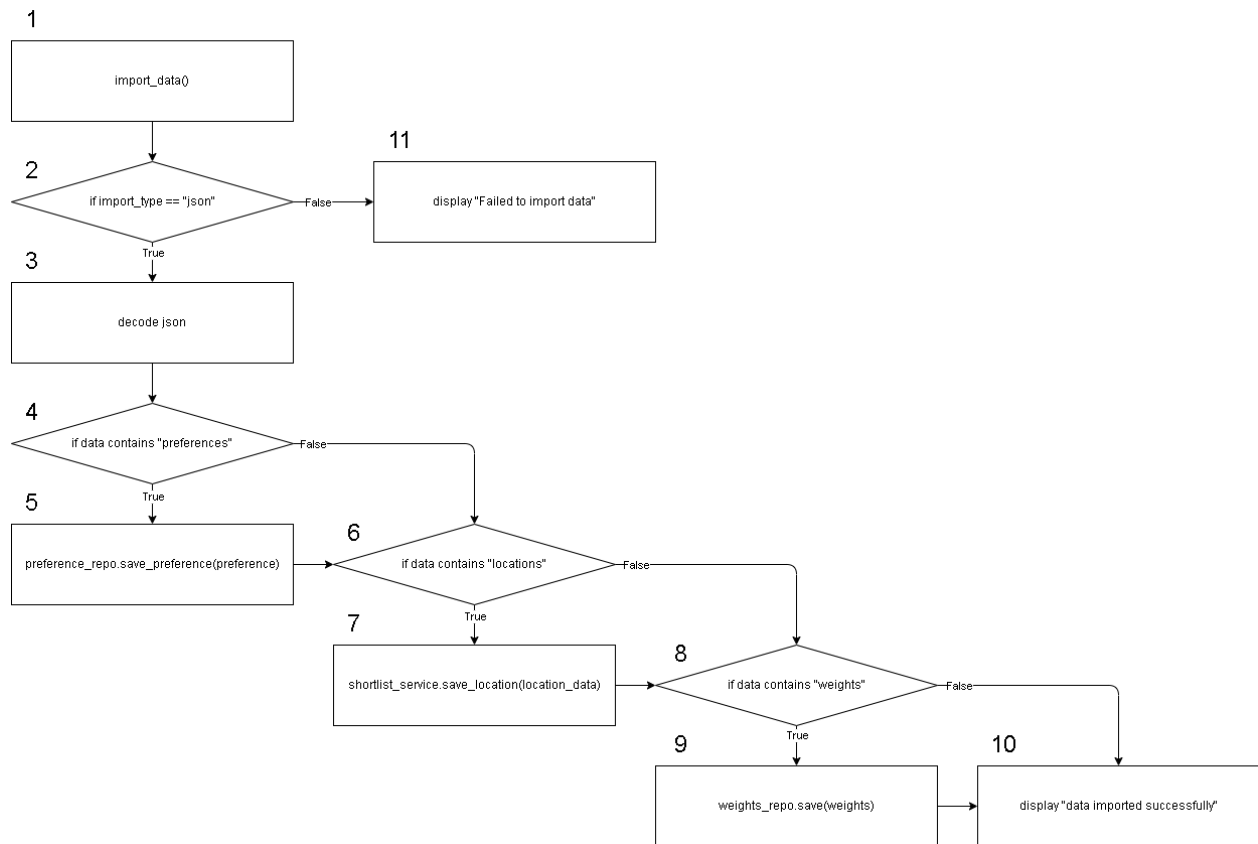 1
import_data()
2
if import_type == "json"
False
11
display "Failed to import data"
True
3
decode json
4
if data contains "preferences"
False
True
5
preference_repo.save_preference(preference)
6
if data contains "locations"
False
True
7
shortlist_service.save_location(location_data)
8
if data contains "weights"
False
True
9
weights_repo.save(weights)
10
display "data imported successfully"